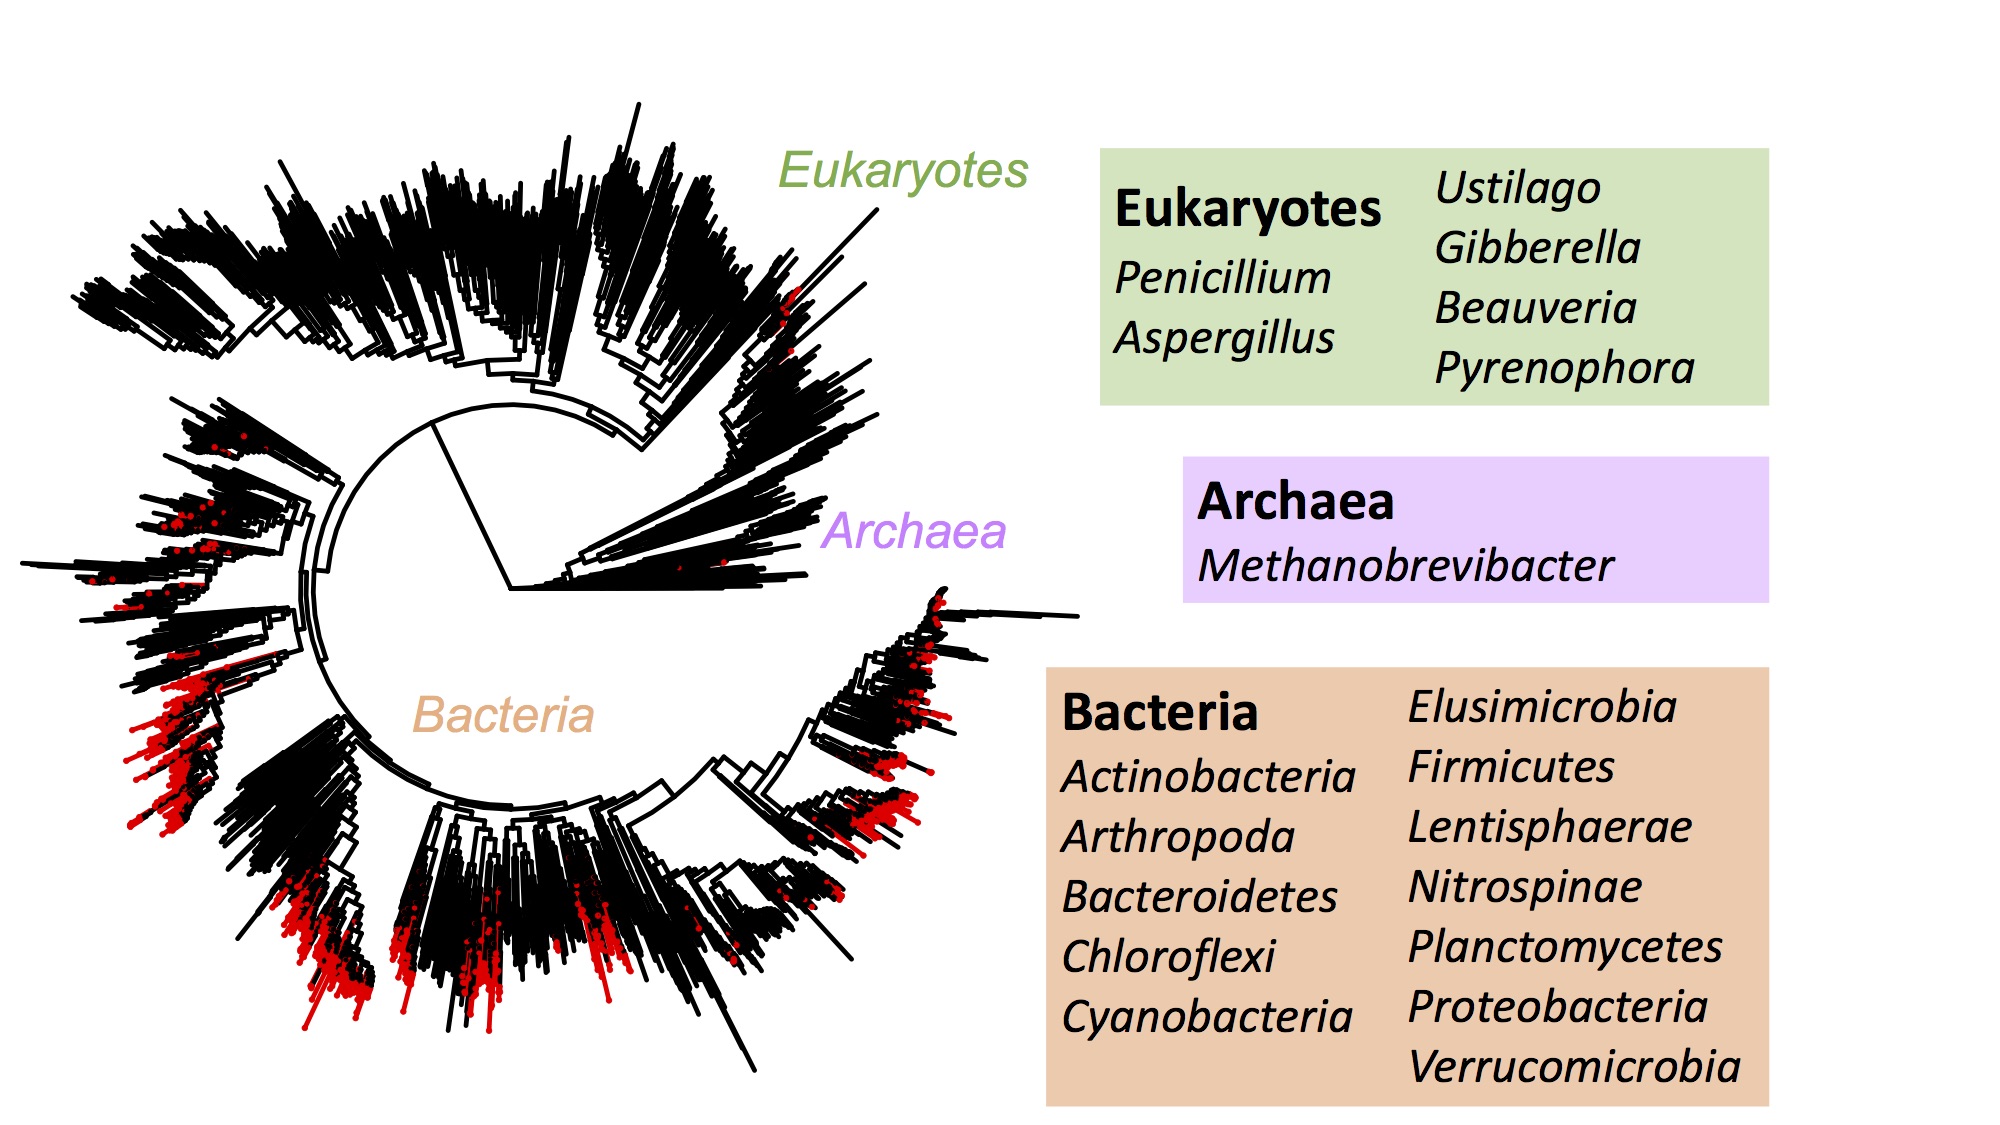 Eukaryotes
Archaea
Bacteria
Eukaryotes
Penicillium
Aspergillus
Ustilago
Gibberella
Beauveria
Pyrenophora
Archaea
Methanobrevibacter
Bacteria
Actinobacteria
Arthropoda
Bacteroidetes
Chloroflexi
Cyanobacteria
Elusimicrobia
Firmicutes
Lentisphaerae
Nitrospinae
Planctomycetes
Proteobacteria
Verrucomicrobia